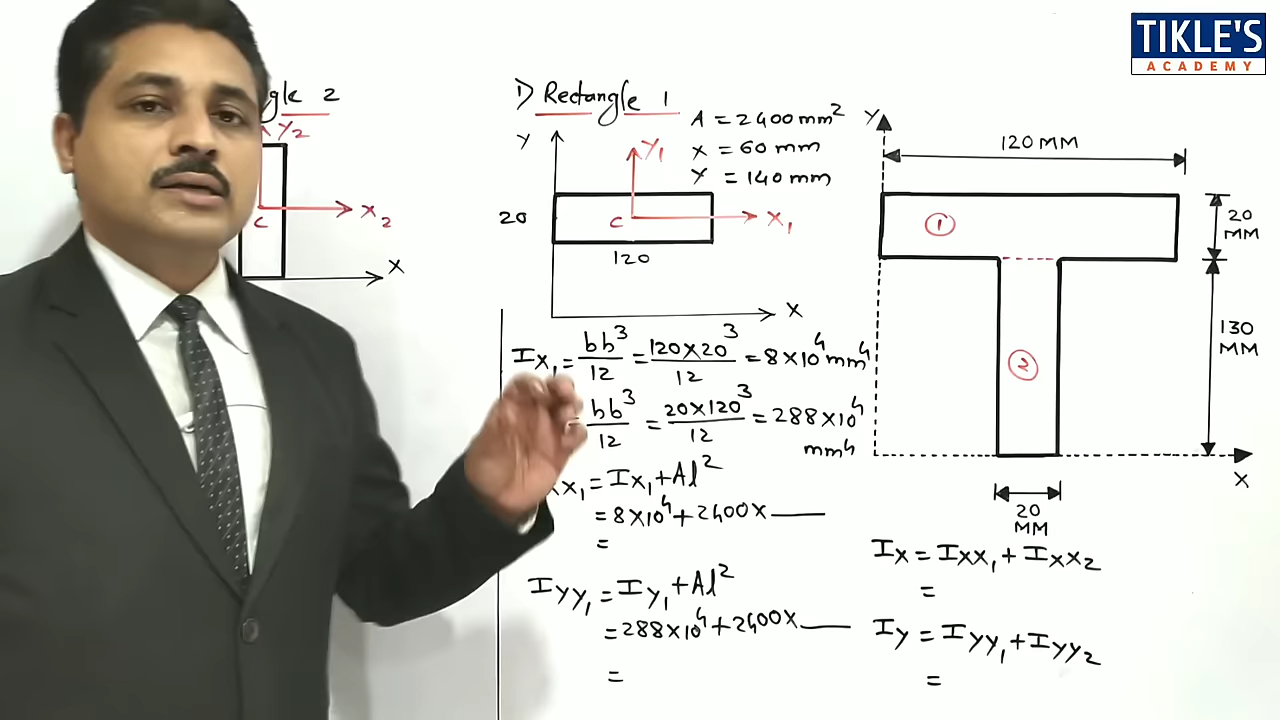 TIKLE'S
ACADEMY
gle 2
Y2
C
X2
X
1) Rectangle 1
A = 2400 mm²
X = 60 mm
Y = 140 mm
Y
Y1
20
C
X1
120
X
Ix1 = bh³/12 = 120×20³/12 = 8×10⁴ mm⁴
= bh³/12 = 20×120³/12 = 288×10⁴
mm⁴
xx1 = Ix1 + Al²
= 8×10⁴ + 2400× ___
=
Iyy1 = Iy1 + Al²
= 288×10⁴ + 2400× ___
=
Y
120 MM
1
20
MM
130
MM
2
X
20
MM
Ix = Ixx1 + Ixx2
=
Iy = Iyy1 + Iyy2
=